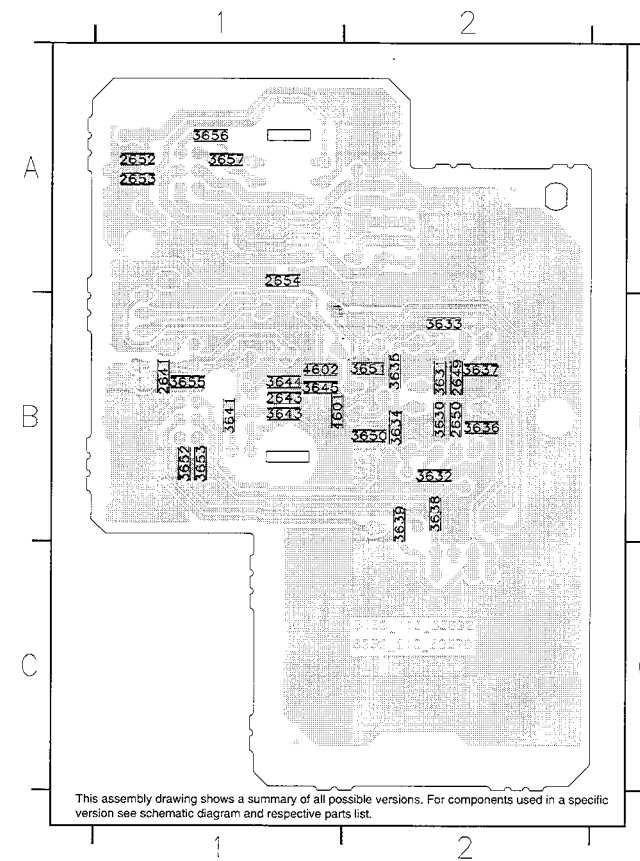 1 2
A
3656
2652 3657
2653
2654
3633
4602 3651 3635 3631 2649 3637
2641 3655 3644 3645
B
2643
3641 3643 4601 3634 3630 2650 3636
3650
3652 3653
3632
3639 3638
C
This assembly drawing shows a summary of all possible versions. For components used in a specific
version see schematic diagram and respective parts list.
1 2